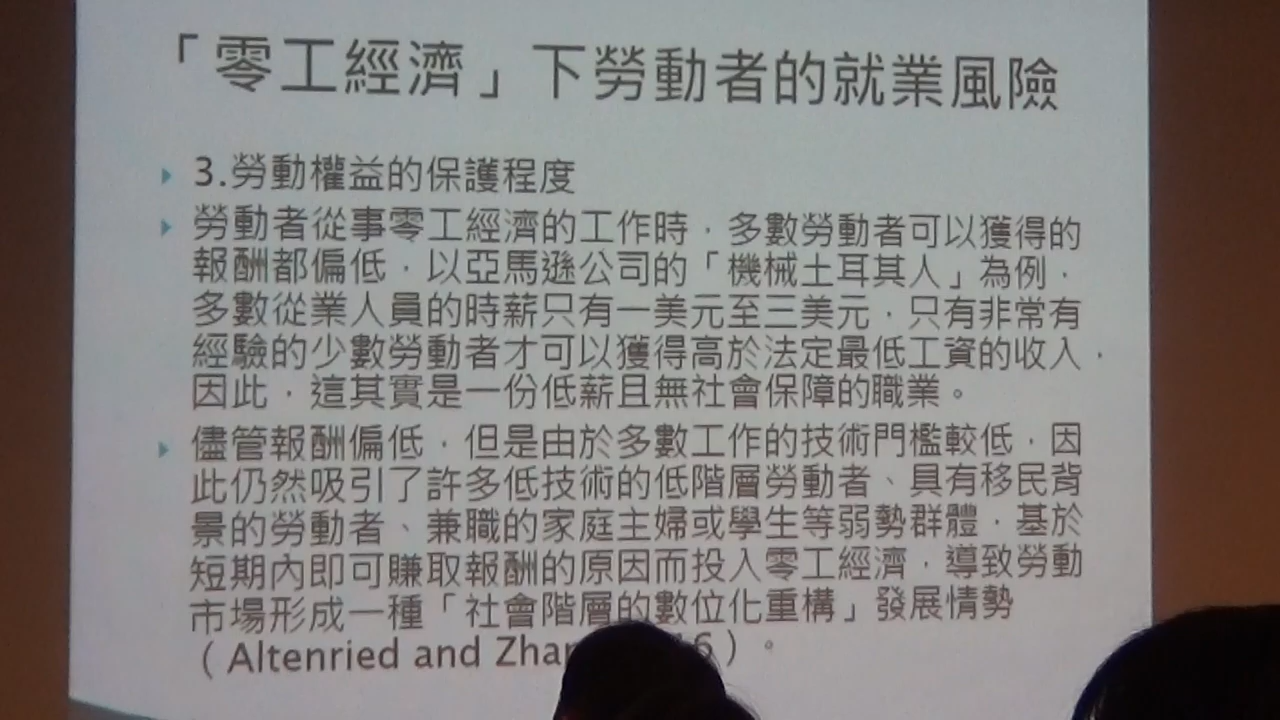 「零工經濟」下勞動者的就業風險
3.勞動權益的保護程度
勞動者從事零工經濟的工作時，多數勞動者可以獲得的
報酬都偏低，以亞馬遜公司的「機械土耳其人」為例，
多數從業人員的時薪只有一美元至三美元，只有非常有
經驗的少數勞動者才可以獲得高於法定最低工資的收入，
因此，這其實是一份低薪且無社會保障的職業。
儘管報酬偏低，但是由於多數工作的技術門檻較低，因
此仍然吸引了許多低技術的低階層勞動者、具有移民背
景的勞動者、兼職的家庭主婦或學生等弱勢群體，基於
短期內即可賺取報酬的原因而投入零工經濟，導致勞動
市場形成一種「社會階層的數位化重構」發展情勢
（Altenried and）。